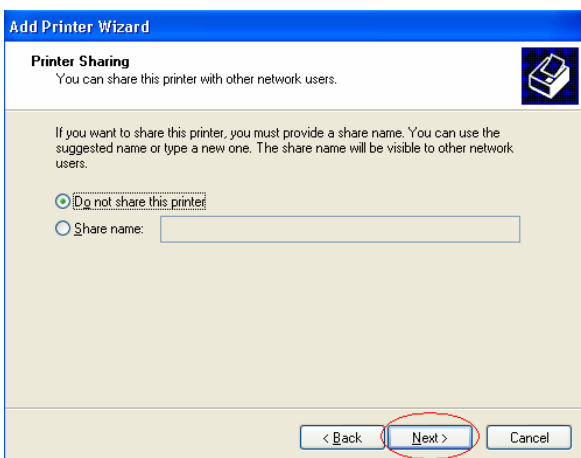 Add Printer Wizard
Printer Sharing
You can share this printer with other network users.
If you want to share this printer, you must provide a share name. You can use the
suggested name or type a new one. The share name will be visible to other network
users.
Do not share this printer
Share name:
< Back Next > Cancel